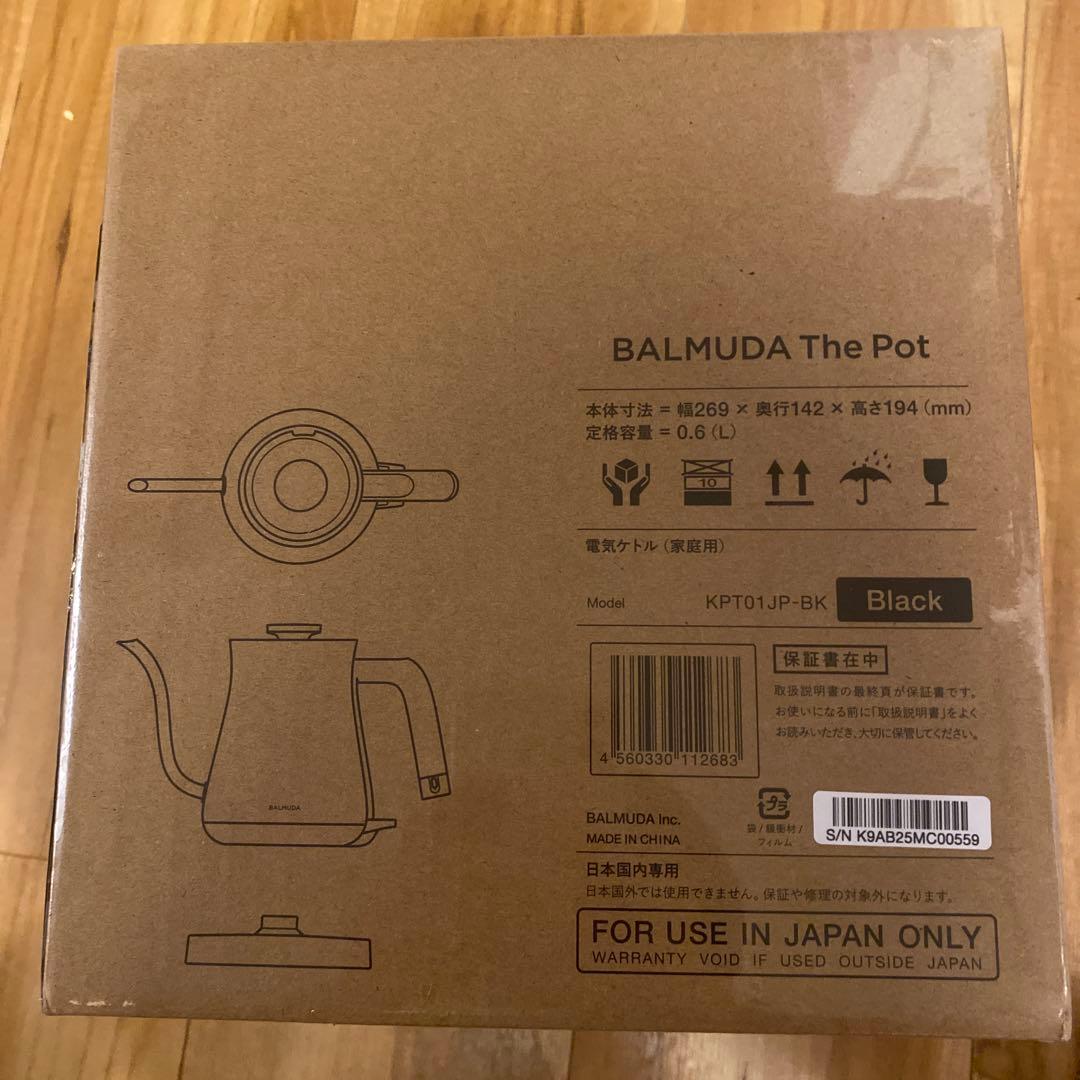 BALMUDA The Pot
本体寸法 = 幅269 × 奥行142 × 高さ194 (mm)
定格容量 = 0.6 (L)
10
電気ケトル (家庭用)
Model KPT01JP-BK Black
保証書在中
取扱説明書の最終頁が保証書です。
お使いになる前に「取扱説明書」をよく
お読みいただき、大切に保管してください。
4 560330 112683
BALMUDA
BALMUDA Inc.
MADE IN CHINA
プラ
袋 / 緩衝材 /
フィルム
S/N K9AB25MC00559
日本国内専用
日本国外では使用できません。保証や修理の対象外になります。
FOR USE IN JAPAN ONLY
WARRANTY VOID IF USED OUTSIDE JAPAN